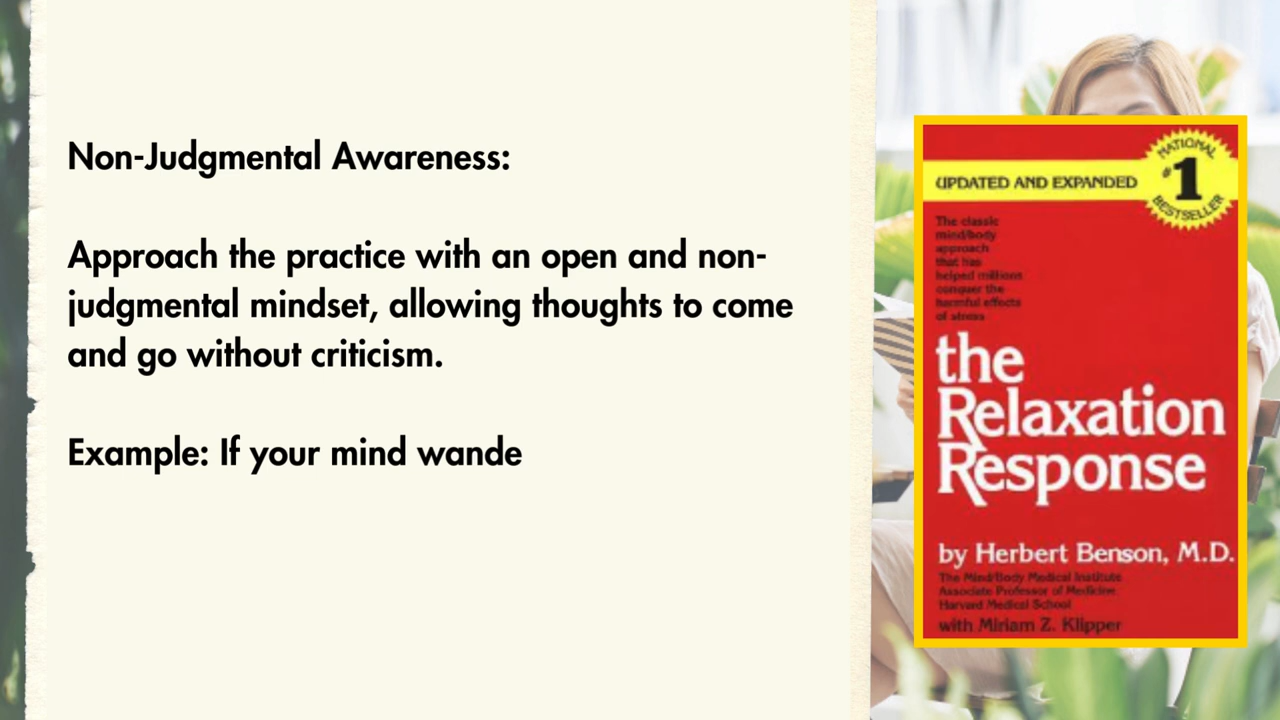 Non-Judgmental Awareness:
Approach the practice with an open and non-
judgmental mindset, allowing thoughts to come
and go without criticism.
Example: If your mind wande
UPDATED AND EXPANDED
NATIONAL
#1
BESTSELLER
The classic
mind/body
approach
that has
helped millions
conquer the
harmful effects
of stress
the
Relaxation
Response
by Herbert Benson, M.D.
The Mind/Body Medical Institute
Associate Professor of Medicine
Harvard Medical School
with Miriam Z. Klipper